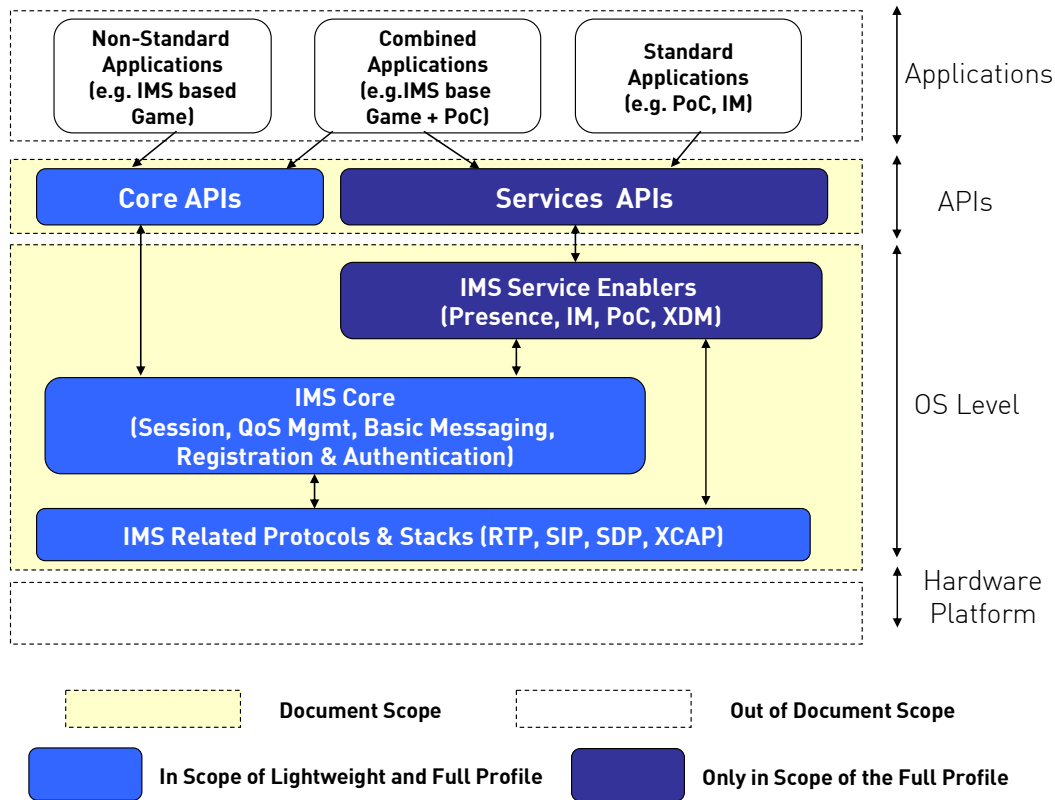 Non-Standard
Applications
(e.g. IMS based
Game)
Combined
Applications
(e.g.IMS base
Game + PoC)
Standard
Applications
(e.g. PoC, IM)
Applications
Core APIs
Services APIs
APIs
IMS Service Enablers
(Presence, IM, PoC, XDM)
IMS Core
(Session, QoS Mgmt, Basic Messaging,
Registration & Authentication)
OS Level
IMS Related Protocols & Stacks (RTP, SIP, SDP, XCAP)
Hardware
Platform
Document Scope
Out of Document Scope
In Scope of Lightweight and Full Profile
Only in Scope of the Full Profile